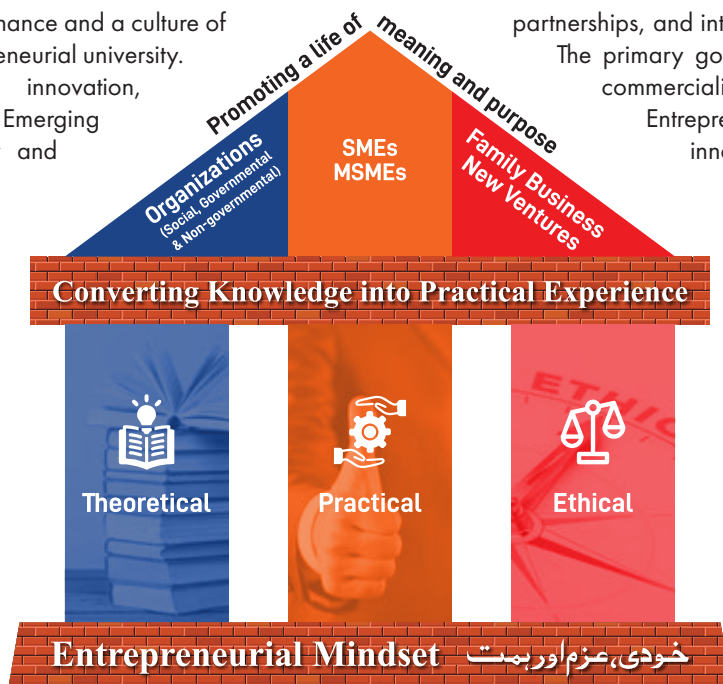 nance and a culture of
eneurial university.
innovation,
Emerging
and
partnerships, and int
The primary go
commerciali
Entrepre
inno
Promoting a life of meaning and purpose
Organizations
(Social, Governmental
& Non-governmental)
SMEs
MSMEs
Family Business
New Ventures
Converting Knowledge into Practical Experience
Theoretical
Practical
ETHIC
Ethical
Entrepreneurial Mindset خودی،عزم اور ہمت